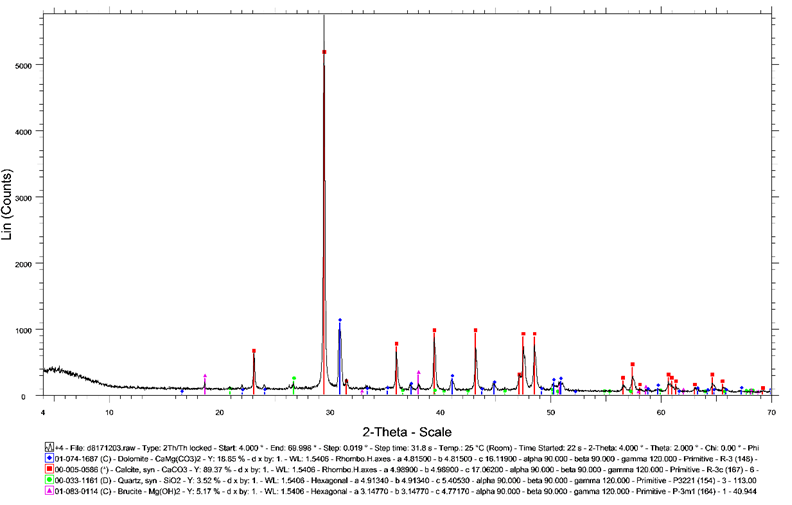 Lin (Counts)
5000
4000
3000
2000
1000
0
4 10 20 30 40 50 60 70
2-Theta - Scale
+4 - File: d8171203.raw - Type: 2Th/Th locked - Start: 4.000 ° - End: 69.998 ° - Step: 0.019 ° - Step time: 31.8 s - Temp.: 25 °C (Room) - Time Started: 22 s - 2-Theta: 4.000 ° - Theta: 2.000 ° - Chi: 0.00 ° - Phi
01-074-1687 (C) - Dolomite - CaMg(CO3)2 - Y: 18.65 % - d x by: 1. - WL: 1.5406 - Rhombo.H.axes - a 4.81500 - b 4.81500 - c 16.11900 - alpha 90.000 - beta 90.000 - gamma 120.000 - Primitive - R-3 (148) -
00-005-0586 (*) - Calcite, syn - CaCO3 - Y: 89.37 % - d x by: 1. - WL: 1.5406 - Rhombo.H.axes - a 4.98900 - b 4.98900 - c 17.06200 - alpha 90.000 - beta 90.000 - gamma 120.000 - Primitive - R-3c (167) - 6 -
00-033-1161 (D) - Quartz, syn - SiO2 - Y: 3.52 % - d x by: 1. - WL: 1.5406 - Hexagonal - a 4.91340 - b 4.91340 - c 5.40530 - alpha 90.000 - beta 90.000 - gamma 120.000 - Primitive - P3221 (154) - 3 - 113.00
01-083-0114 (C) - Brucite - Mg(OH)2 - Y: 5.17 % - d x by: 1. - WL: 1.5406 - Hexagonal - a 3.14770 - b 3.14770 - c 4.77170 - alpha 90.000 - beta 90.000 - gamma 120.000 - Primitive - P-3m1 (164) - 1 - 40.944